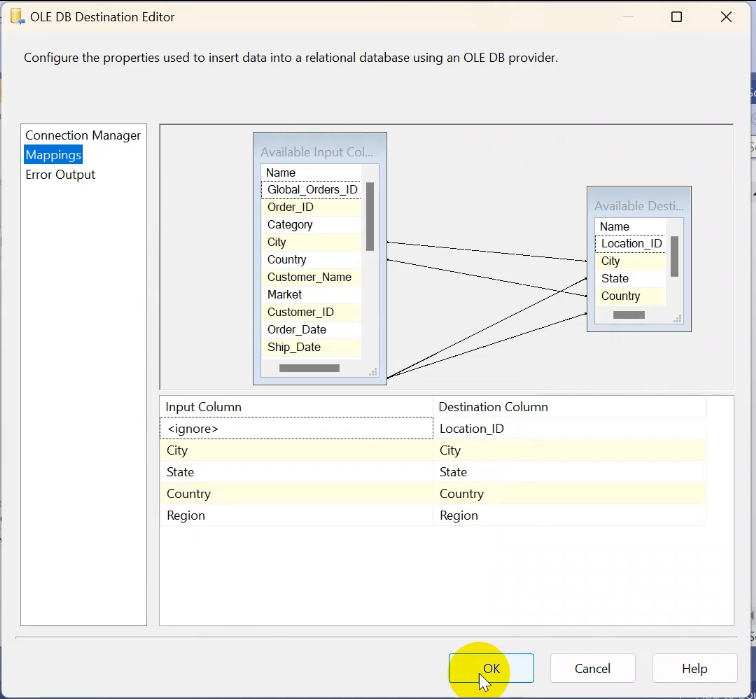 OLE DB Destination Editor
Configure the properties used to insert data into a relational database using an OLE DB provider.
Connection Manager
Mappings
Error Output
Available Input Col...
Name
Global_Orders_ID
Order_ID
Category
City
Country
Customer_Name
Market
Customer_ID
Order_Date
Ship_Date
Available Desti...
Name
Location_ID
City
State
Country
Input Column Destination Column
<ignore> Location_ID
City City
State State
Country Country
Region Region
OK Cancel Help